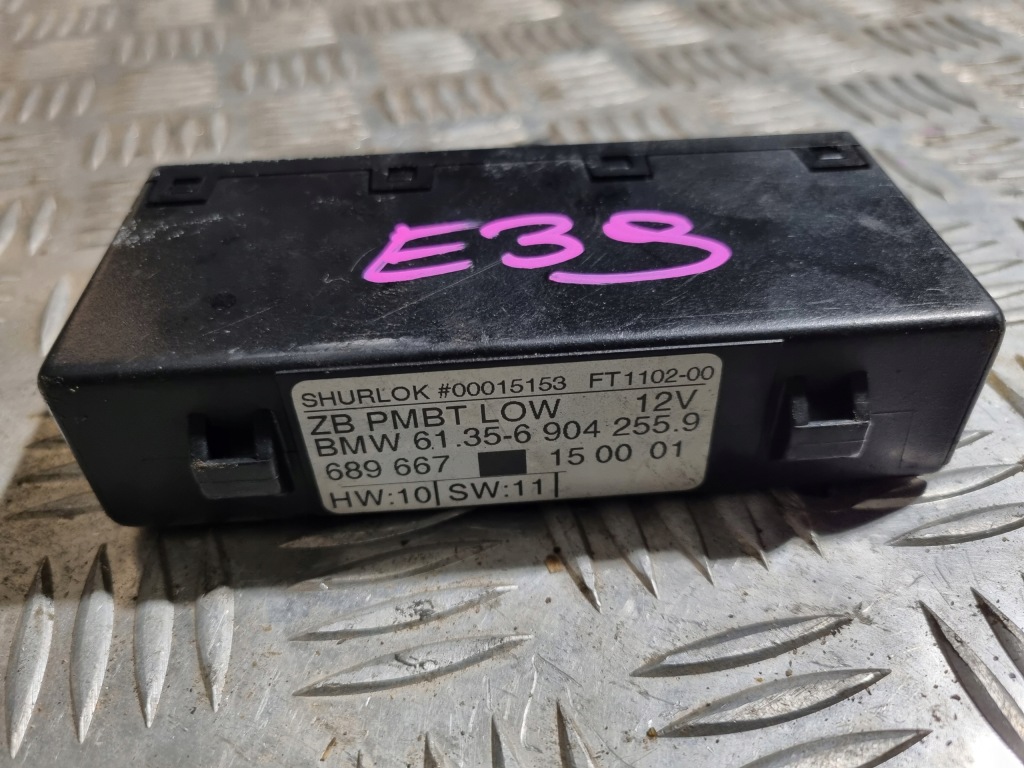 E39
SHURLOK #00015153 FT1102-00
ZB PMBT LOW 12V
BMW 61.35-6 904 255.9
689 667 15 00 01
HW:10 SW:11